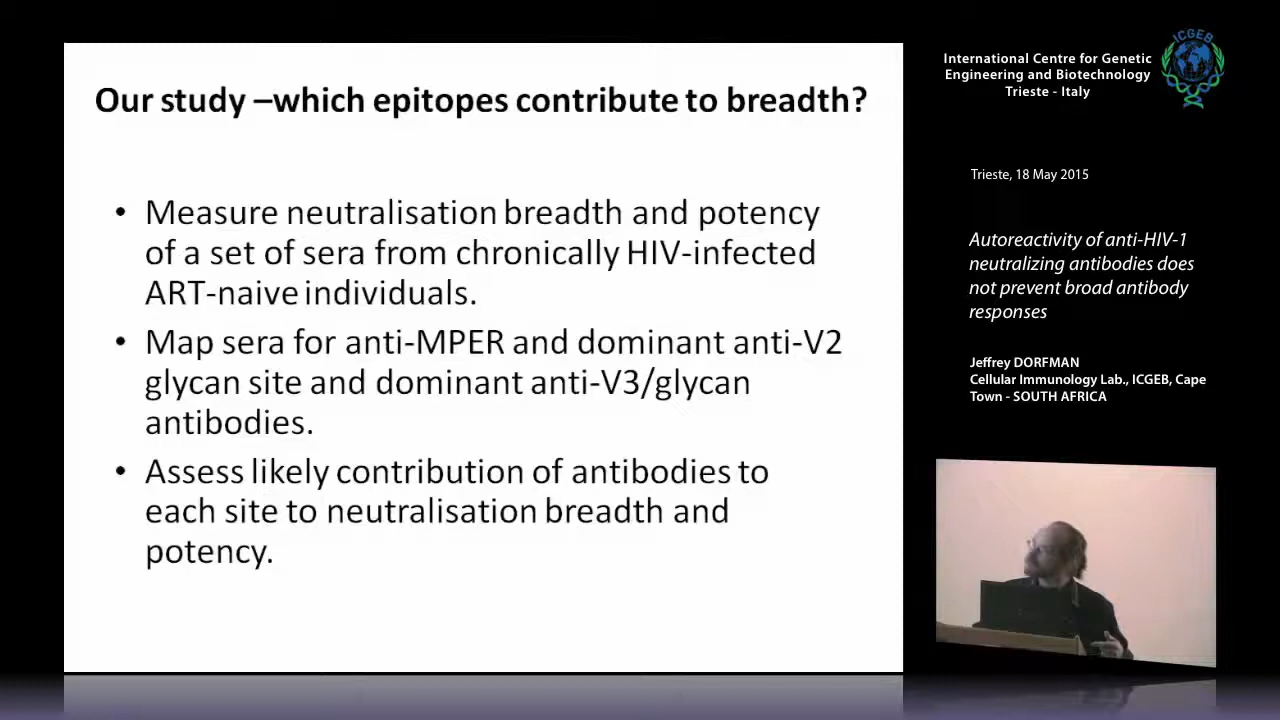 Our study –which epitopes contribute to breadth?
• Measure neutralisation breadth and potency
of a set of sera from chronically HIV-infected
ART-naive individuals.
• Map sera for anti-MPER and dominant anti-V2
glycan site and dominant anti-V3/glycan
antibodies.
• Assess likely contribution of antibodies to
each site to neutralisation breadth and
potency.
ICGEB
International Centre for Genetic
Engineering and Biotechnology
Trieste - Italy
Trieste, 18 May 2015
Autoreactivity of anti-HIV-1
neutralizing antibodies does
not prevent broad antibody
responses
Jeffrey DORFMAN
Cellular Immunology Lab., ICGEB, Cape
Town - SOUTH AFRICA